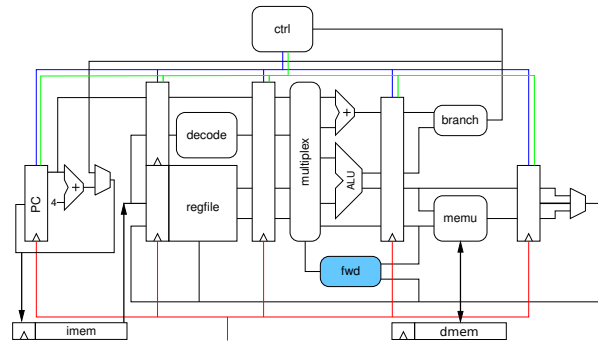 ctrl
decode
multiplex
+
branch
ALU
PC
+
4
regfile
memu
fwd
imem
dmem